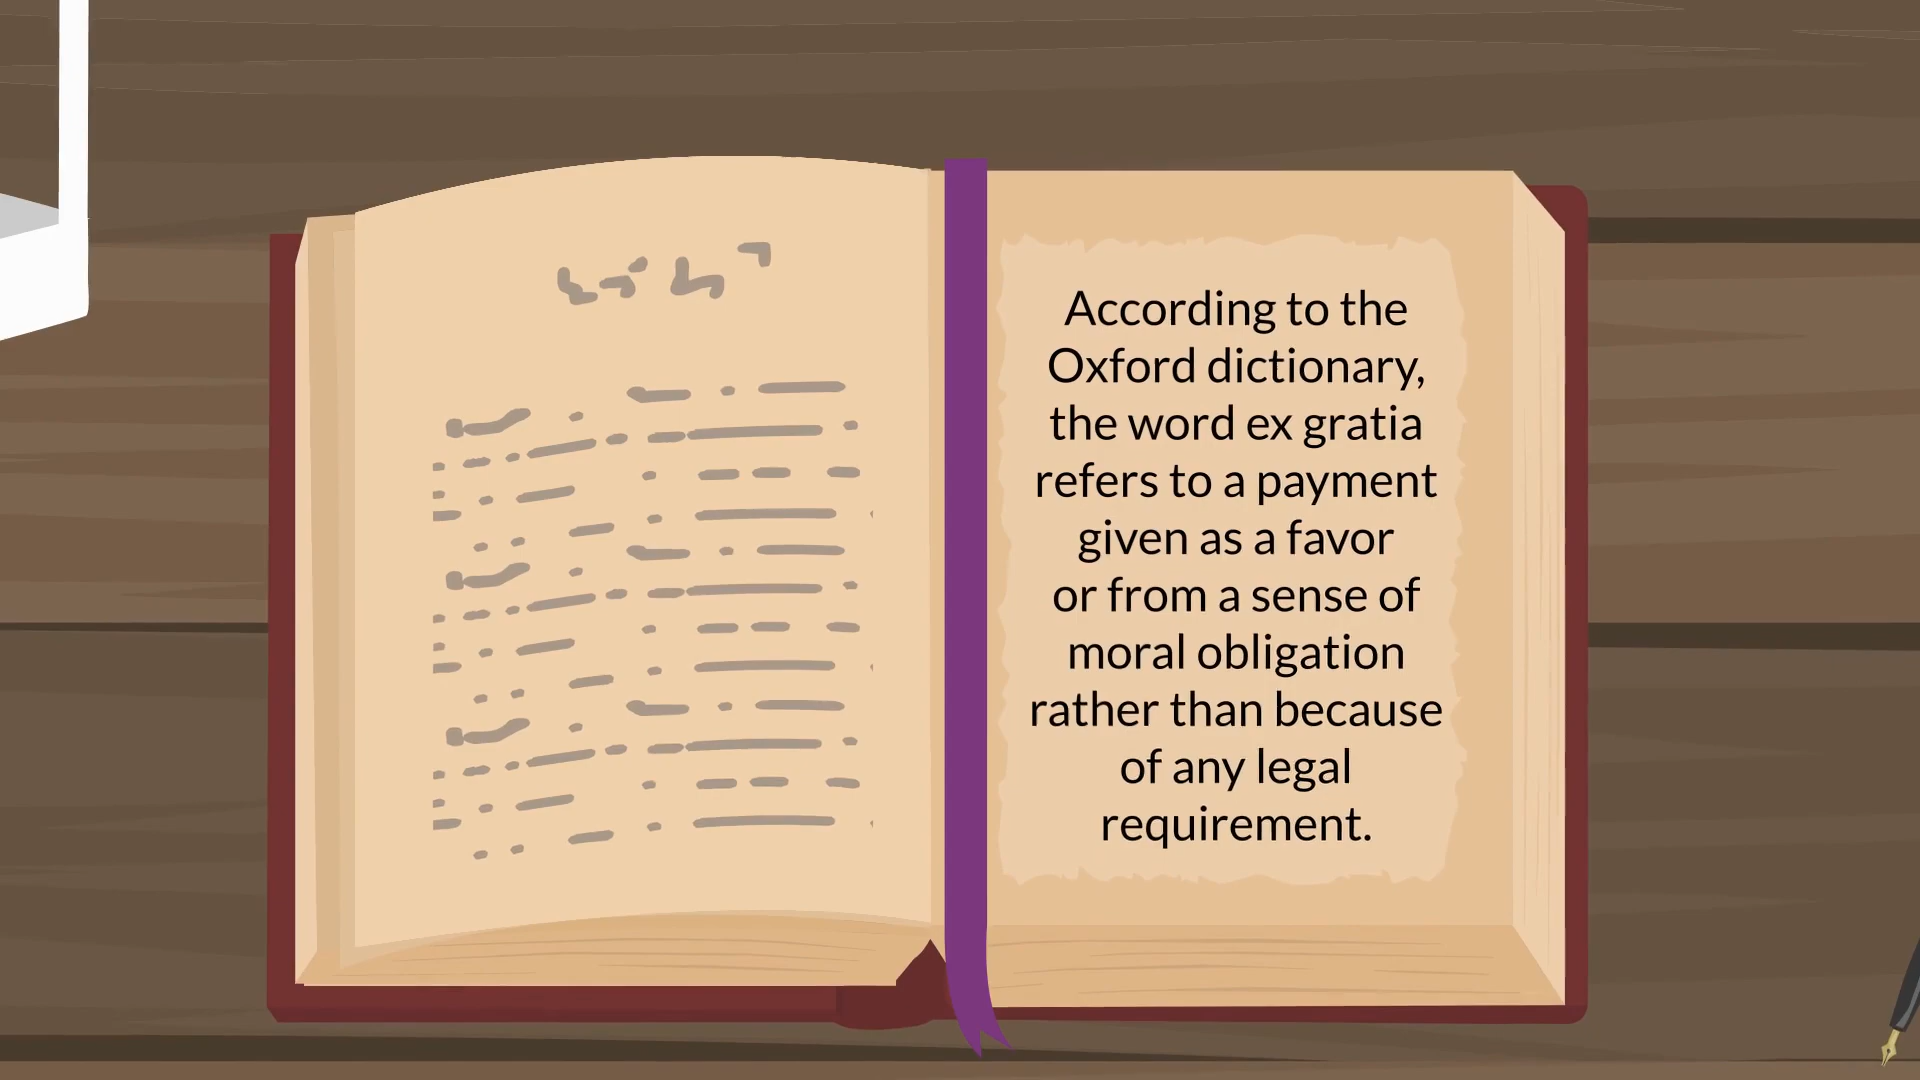 According to the
Oxford dictionary,
the word ex gratia
refers to a payment
given as a favor
or from a sense of
moral obligation
rather than because
of any legal
requirement.